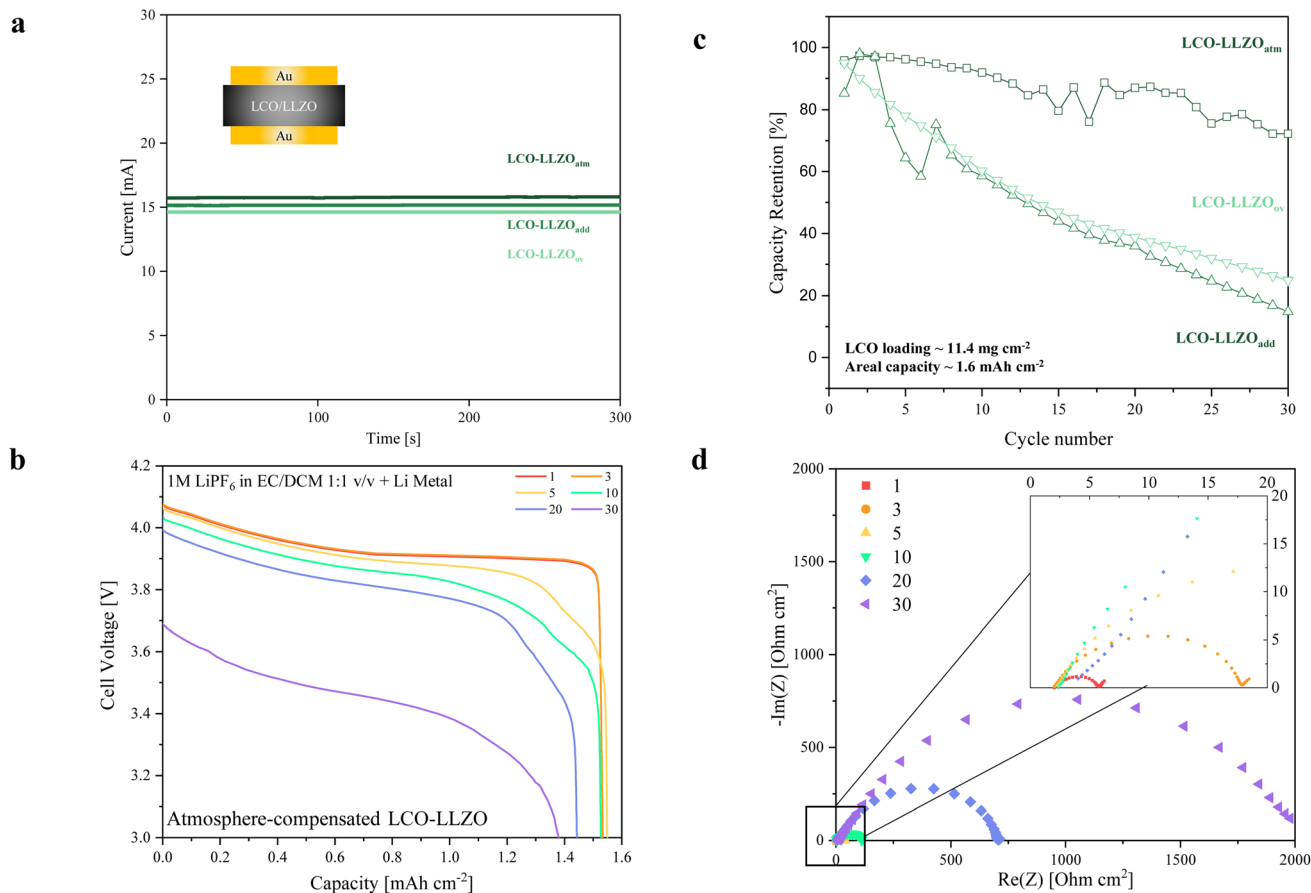 a
30
25
20
15
10
5
0
Current [mA]
Au
LCO/LLZO
Au
LCO-LLZOatm
LCO-LLZOadd
LCO-LLZOov
0 100 200 300
Time [s]
b
4.2
4.0
3.8
3.6
3.4
3.2
3.0
Cell Voltage [V]
1M LiPF6 in EC/DCM 1:1 v/v + Li Metal
1 3
5 10
20 30
Atmosphere-compensated LCO-LLZO
0.0 0.2 0.4 0.6 0.8 1.0 1.2 1.4 1.6
Capacity [mAh cm-2]
c
100
80
60
40
20
0
Capacity Retention [%]
LCO-LLZOatm
LCO-LLZOov
LCO-LLZOadd
LCO loading ~ 11.4 mg cm-2
Areal capacity ~ 1.6 mAh cm-2
0 5 10 15 20 25 30
Cycle number
d
2000
1500
1000
500
250
0
-Im(Z) [Ohm cm2]
1
3
5
10
20
30
0 5 10 15 20
20
15
10
5
0
0 500 1000 1500 2000
Re(Z) [Ohm cm2]